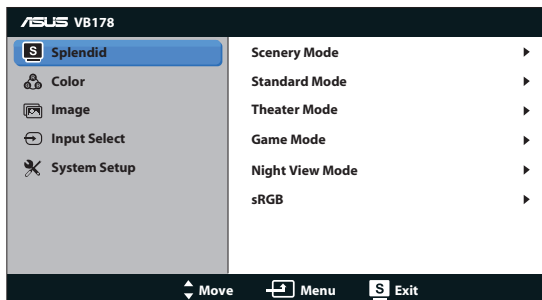 ASUS VB178
S Splendid
Color
Image
Input Select
System Setup
Scenery Mode
Standard Mode
Theater Mode
Game Mode
Night View Mode
sRGB
Move Menu S Exit